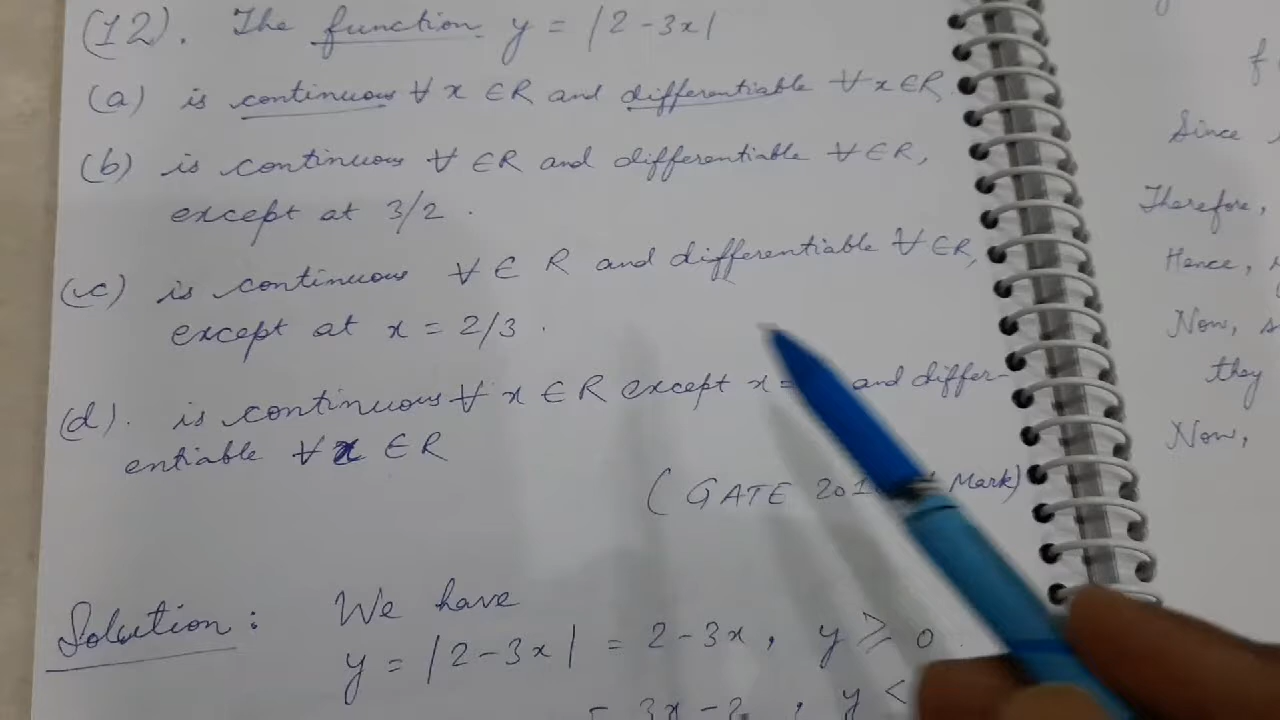 (12). The function y = |2-3x|
(a) is continuous ∀ x ∈R and differentiable ∀ x ∈ R,
(b) is continuous ∀ ∈R and differentiable ∀ ∈R,
except at 3/2.
(c) is continuous ∀ ∈ R and differentiable ∀ ∈R,
except at x = 2/3.
(d). is continuous ∀ x ∈ R except x = and differ-
entiable ∀ x ∈ R
(GATE Mark)
Solution: We have
y = |2-3x| = 2-3x, y ≥ 0
= 3x-2, y <
f
Since
Therefore,
Hence,
Now,
they
Now,